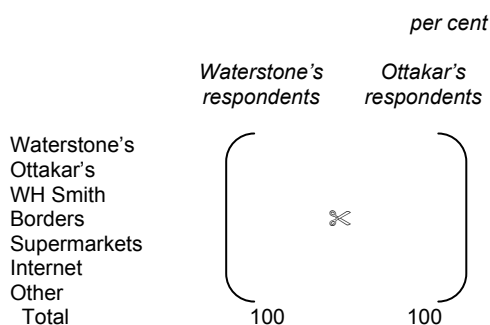 per cent
Waterstone's Ottakar's
respondents respondents
Waterstone's
Ottakar's
WH Smith
Borders
Supermarkets
Internet
Other
Total 100 100